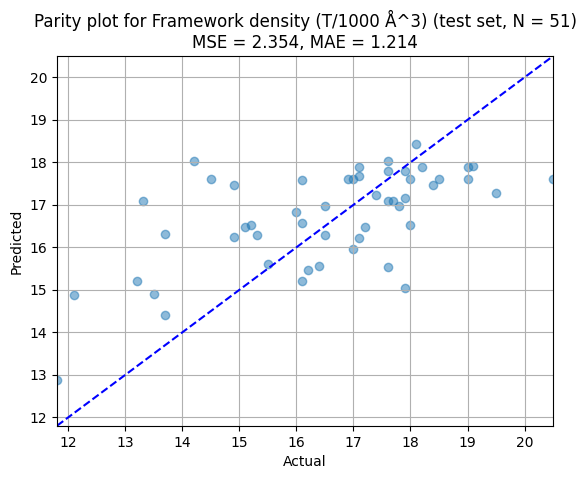 Parity plot for Framework density (T/1000 Å^3) (test set, N = 51)
MSE = 2.354, MAE = 1.214
20
19
18
17
16
15
14
13
12
Predicted
12 13 14 15 16 17 18 19 20
Actual